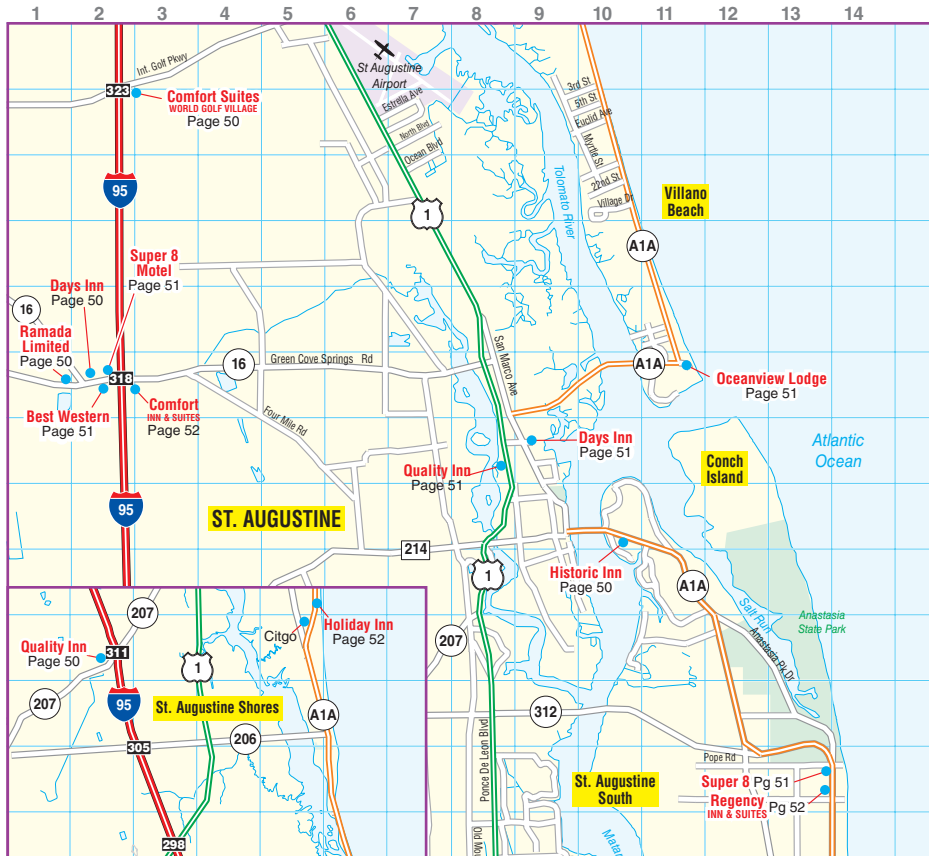 1 2 3 4 5 6 7 8 9 10 11 12 13 14
Int. Golf Pkwy
323
Comfort Suites
WORLD GOLF VILLAGE
Page 50
St Augustine
Airport
Estrella Ave
North Blvd
Ocean Blvd
3rd St
5th St
Euclid Ave
Myrtle St
22nd St
Village Dr
Tolomato River
Villano
Beach
95
1
A1A
Super 8
Motel
Page 51
Days Inn
Page 50
16
Ramada
Limited
Page 50
318
Best Western
Page 51
Comfort
INN & SUITES
Page 52
16
Green Cove Springs Rd
Four Mile Rd
San Marco Ave
A1A
Oceanview Lodge
Page 51
Days Inn
Page 51
Quality Inn
Page 51
Conch
Island
Atlantic
Ocean
95
ST. AUGUSTINE
214
1
Historic Inn
Page 50
A1A
Salt Run
Anastasia Pk Dr
Anastasia
State Park
207
312
Ponce De Leon Blvd
Old Mo
St. Augustine
South
Matan
Pope Rd
Super 8 Pg 51
Regency
INN & SUITES
Pg 52
207
Quality Inn
Page 50
311
207
95
1
St. Augustine Shores
Citgo
Holiday Inn
Page 52
A1A
206
305
298